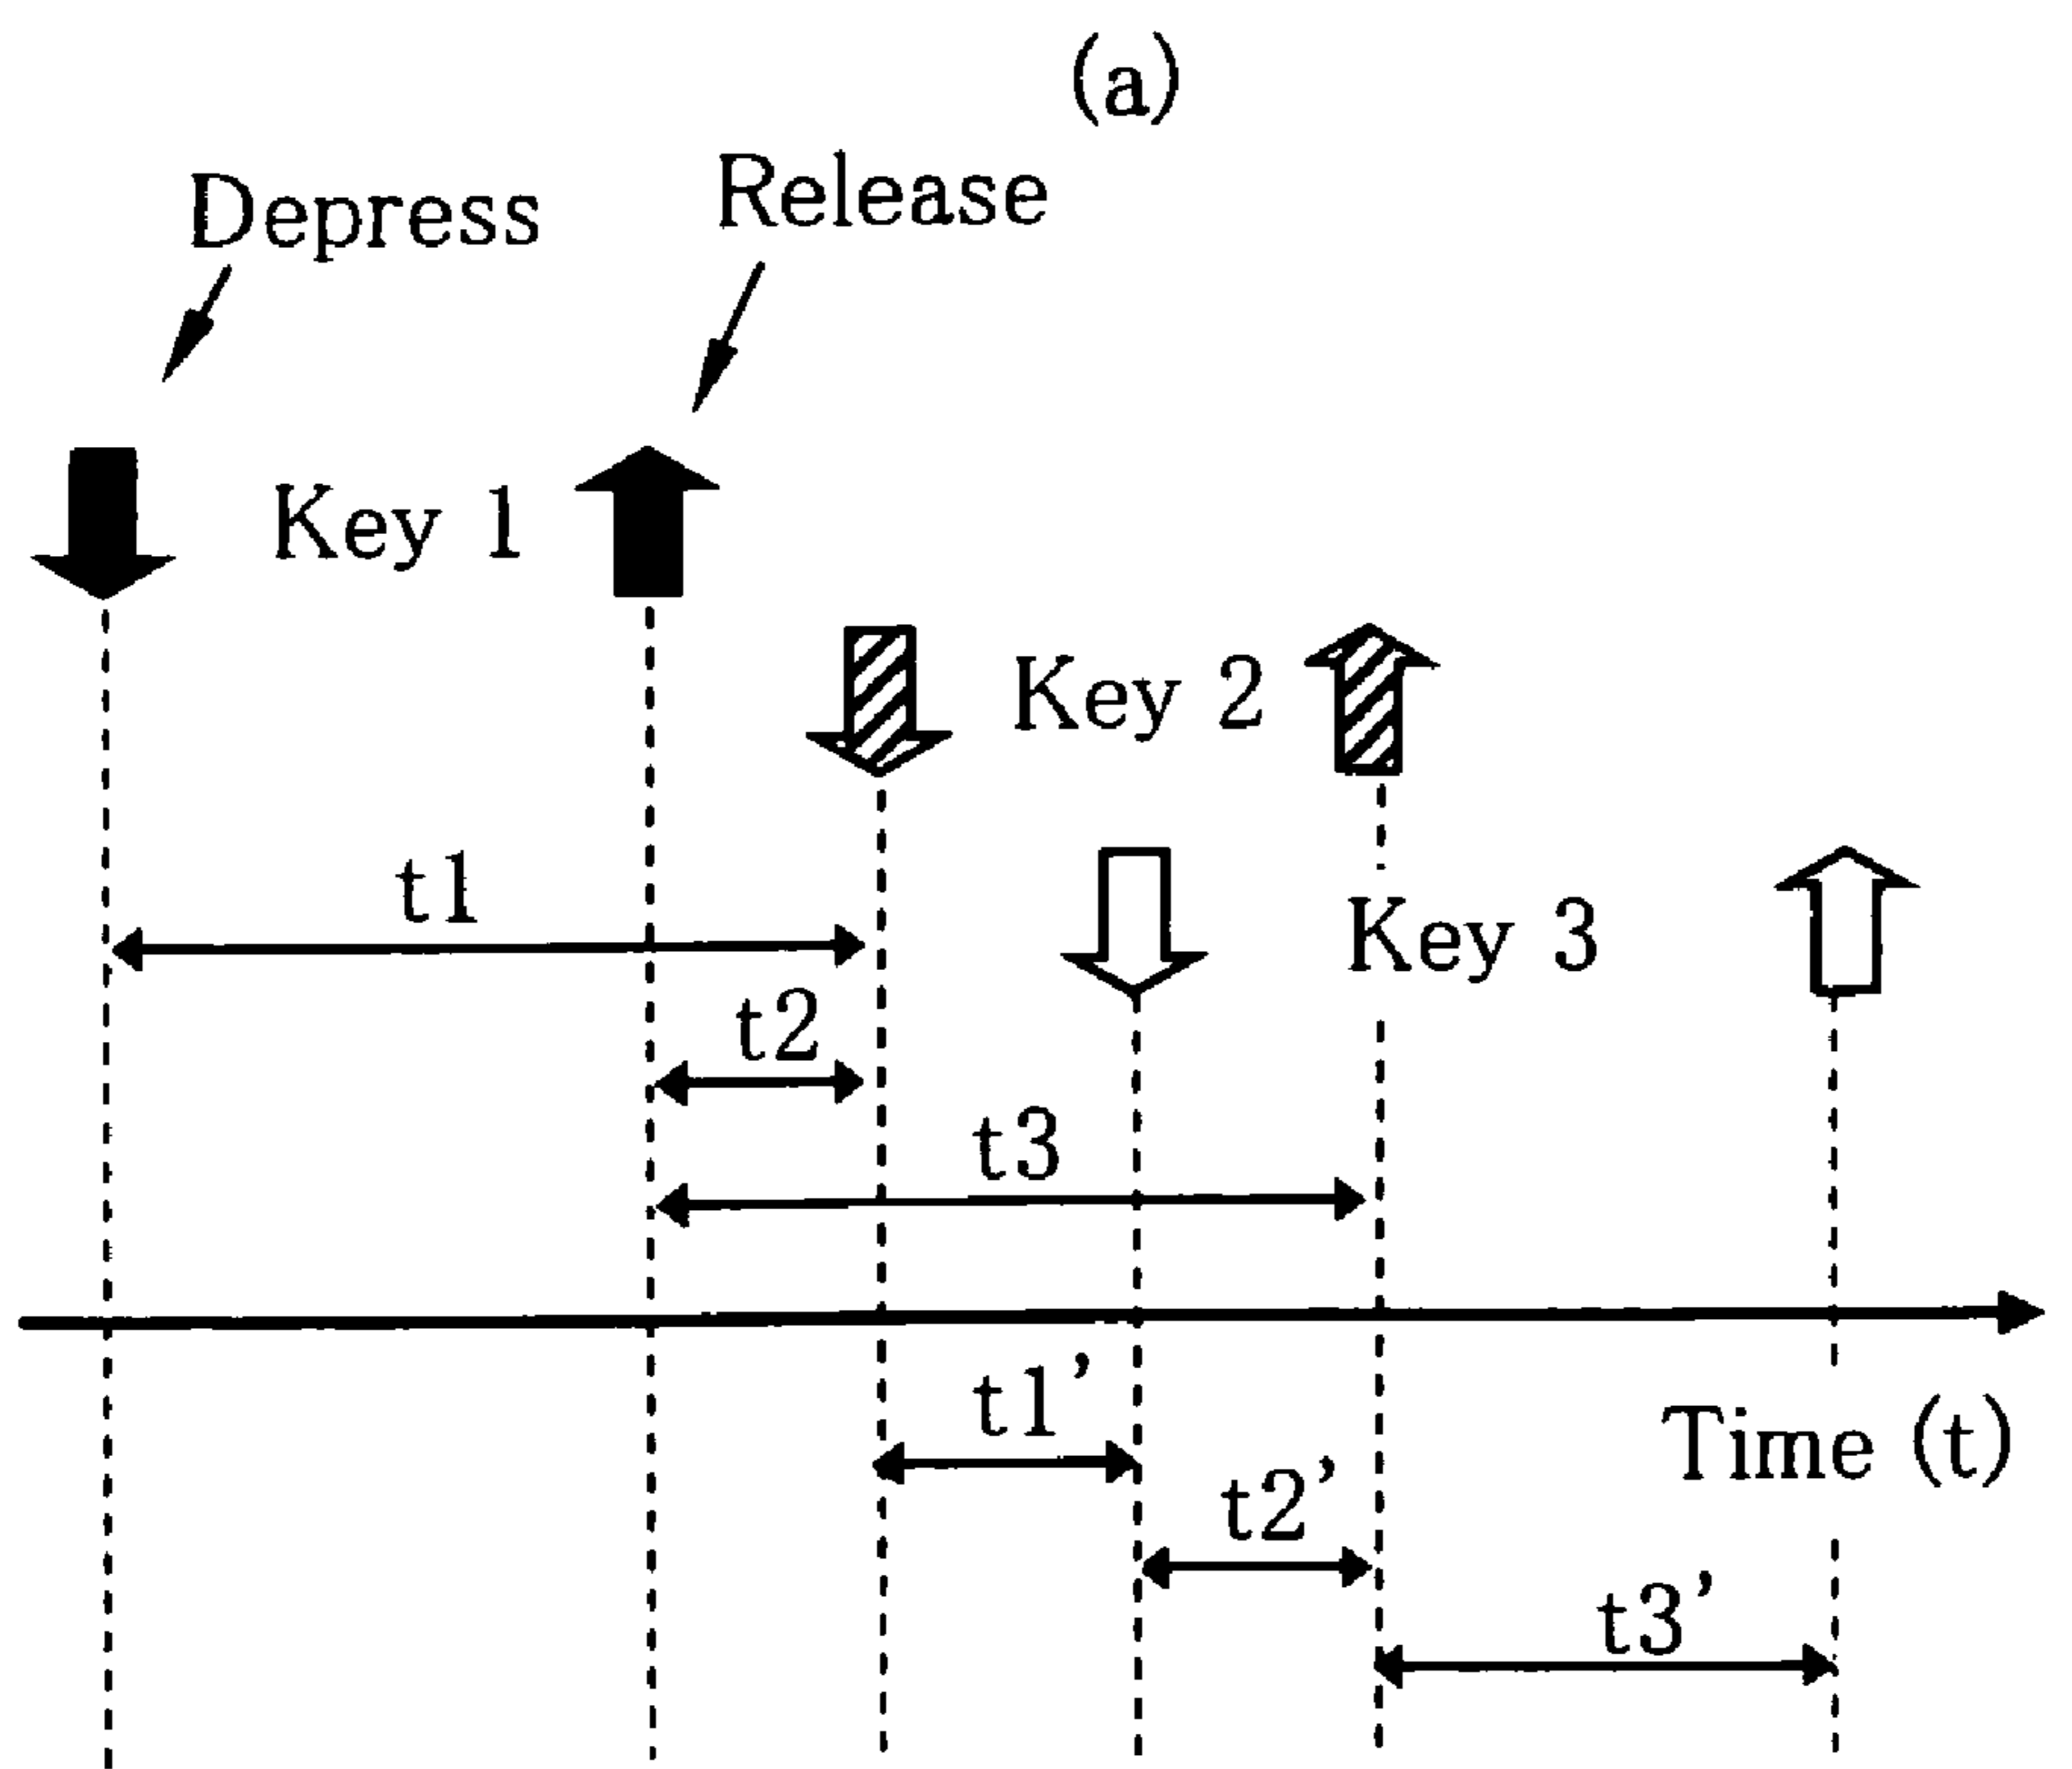 (a)
Depress
Release
Key 1
Key 2
t1
Key 3
t2
t3
t1’
Time (t)
t2’
t3’